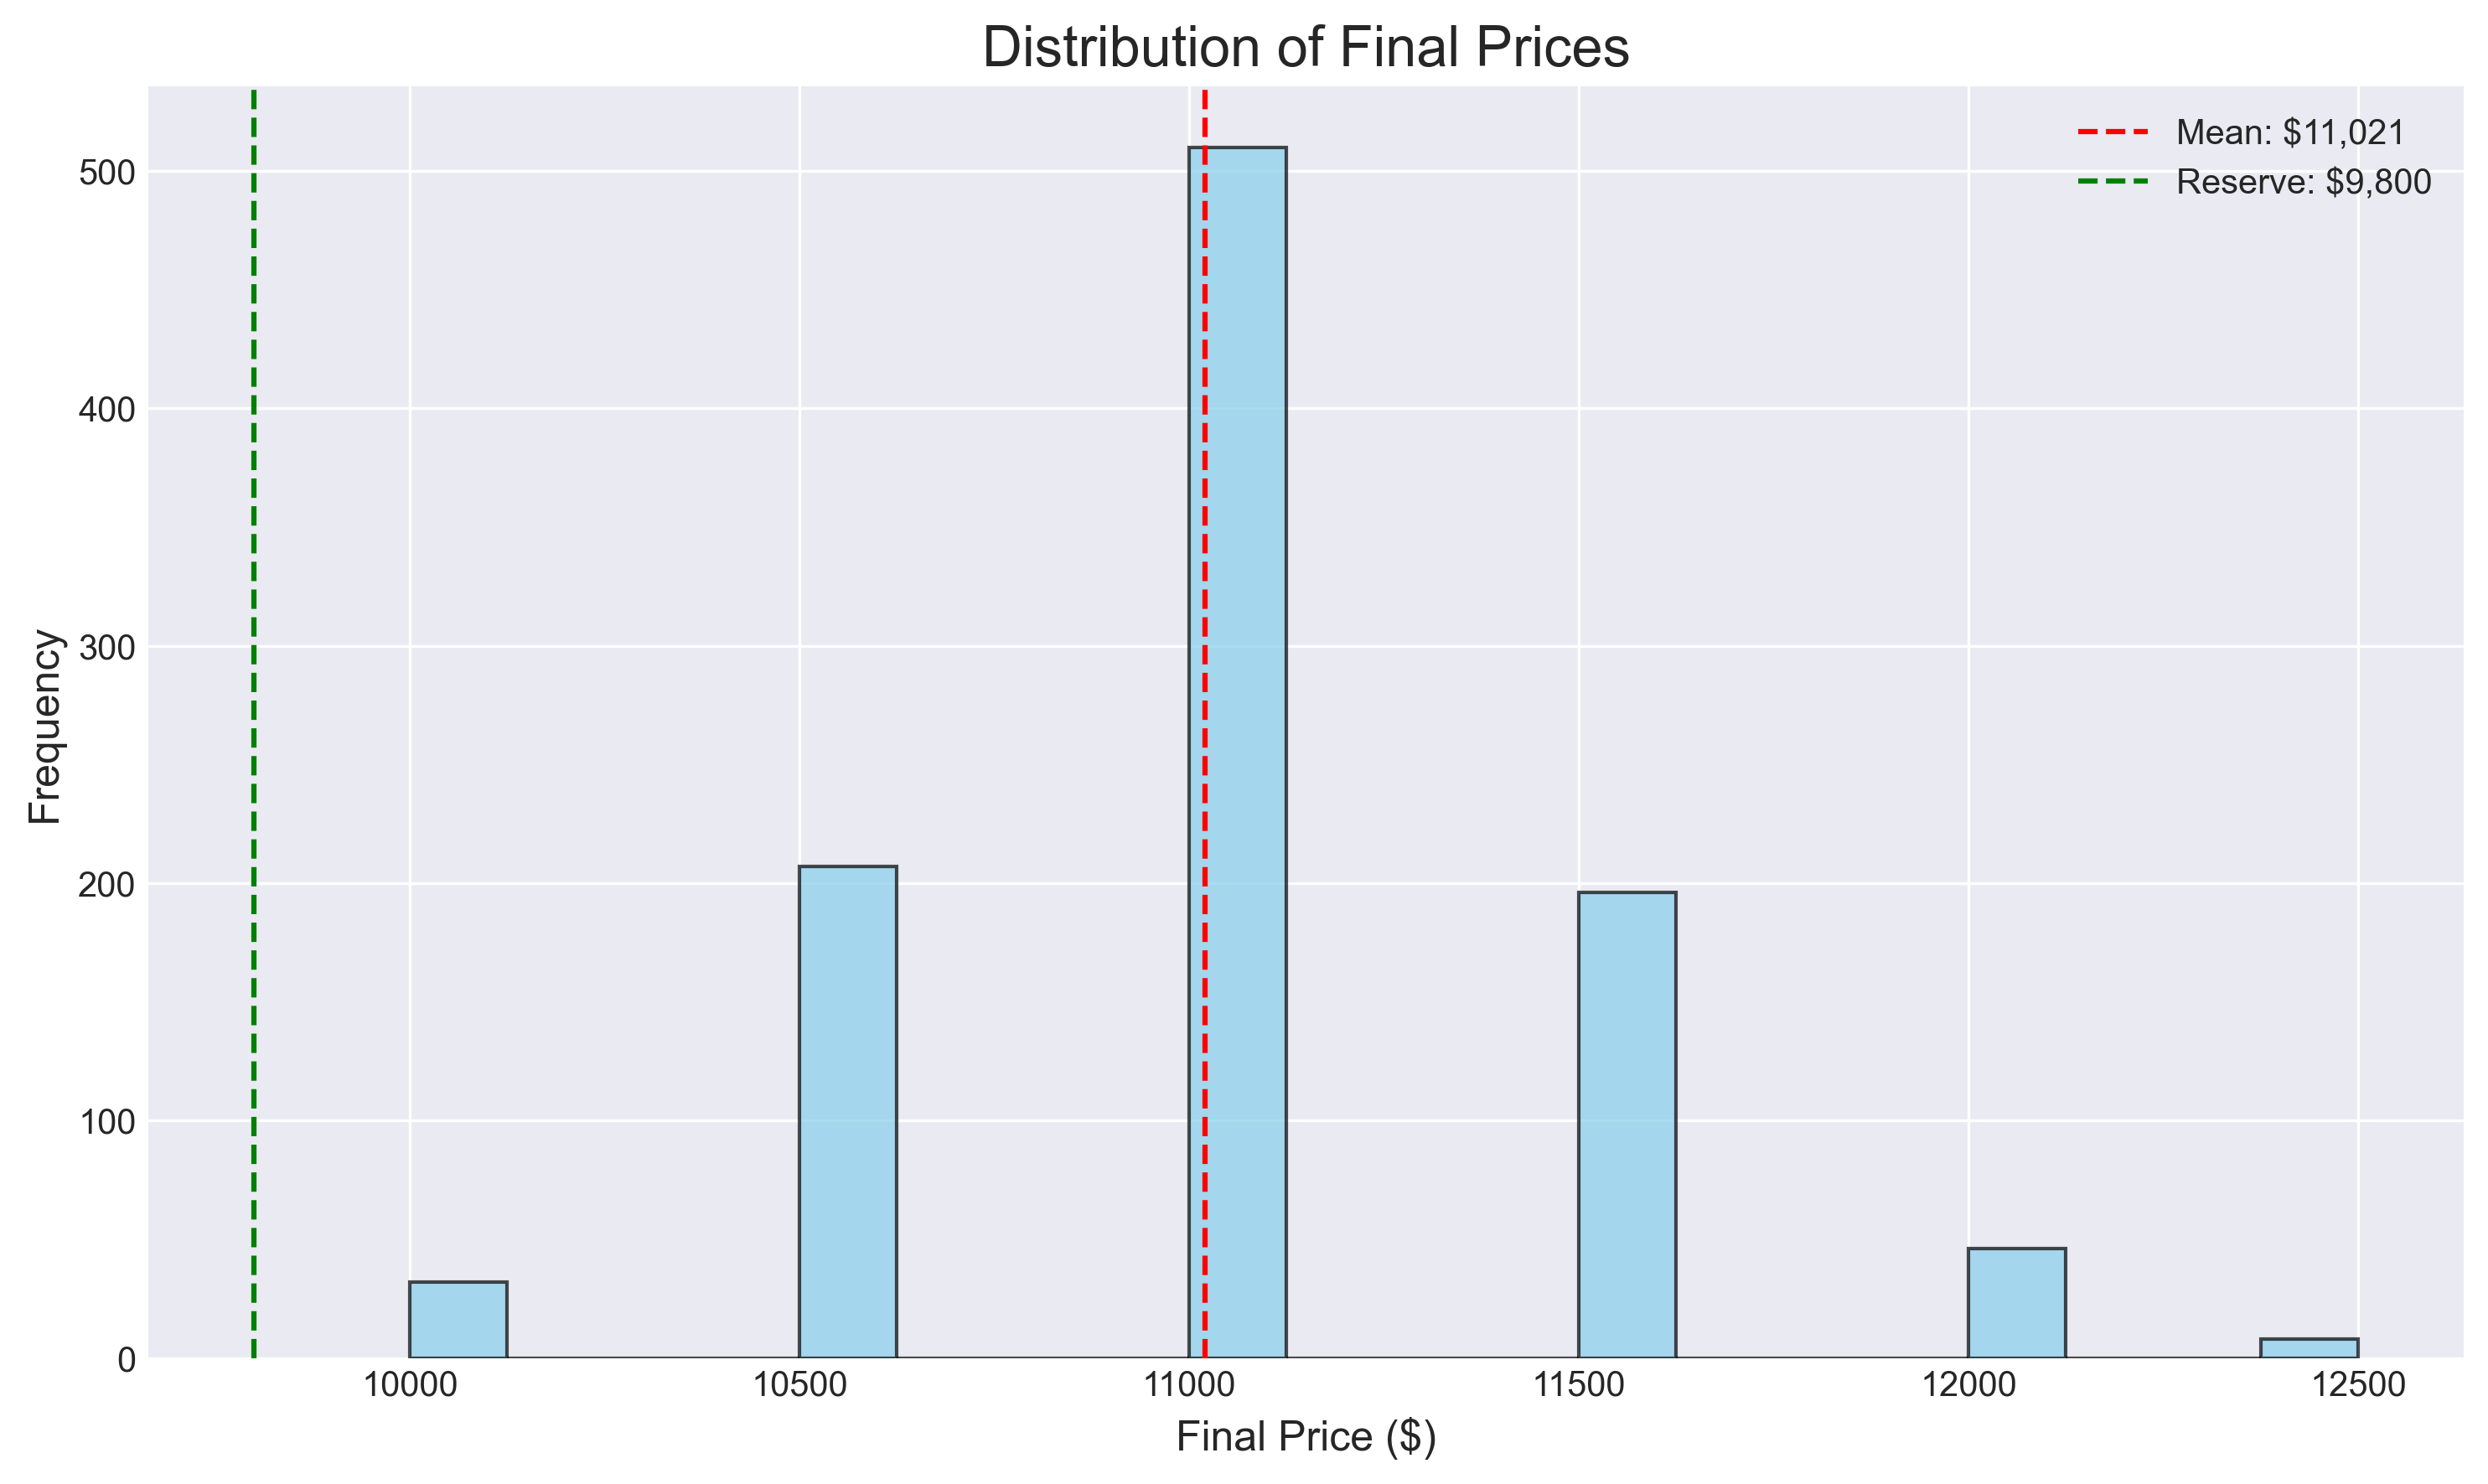 Distribution of Final Prices
Mean: $11,021
Reserve: $9,800
Frequency
500
400
300
200
100
0
10000 10500 11000 11500 12000 12500
Final Price ($)